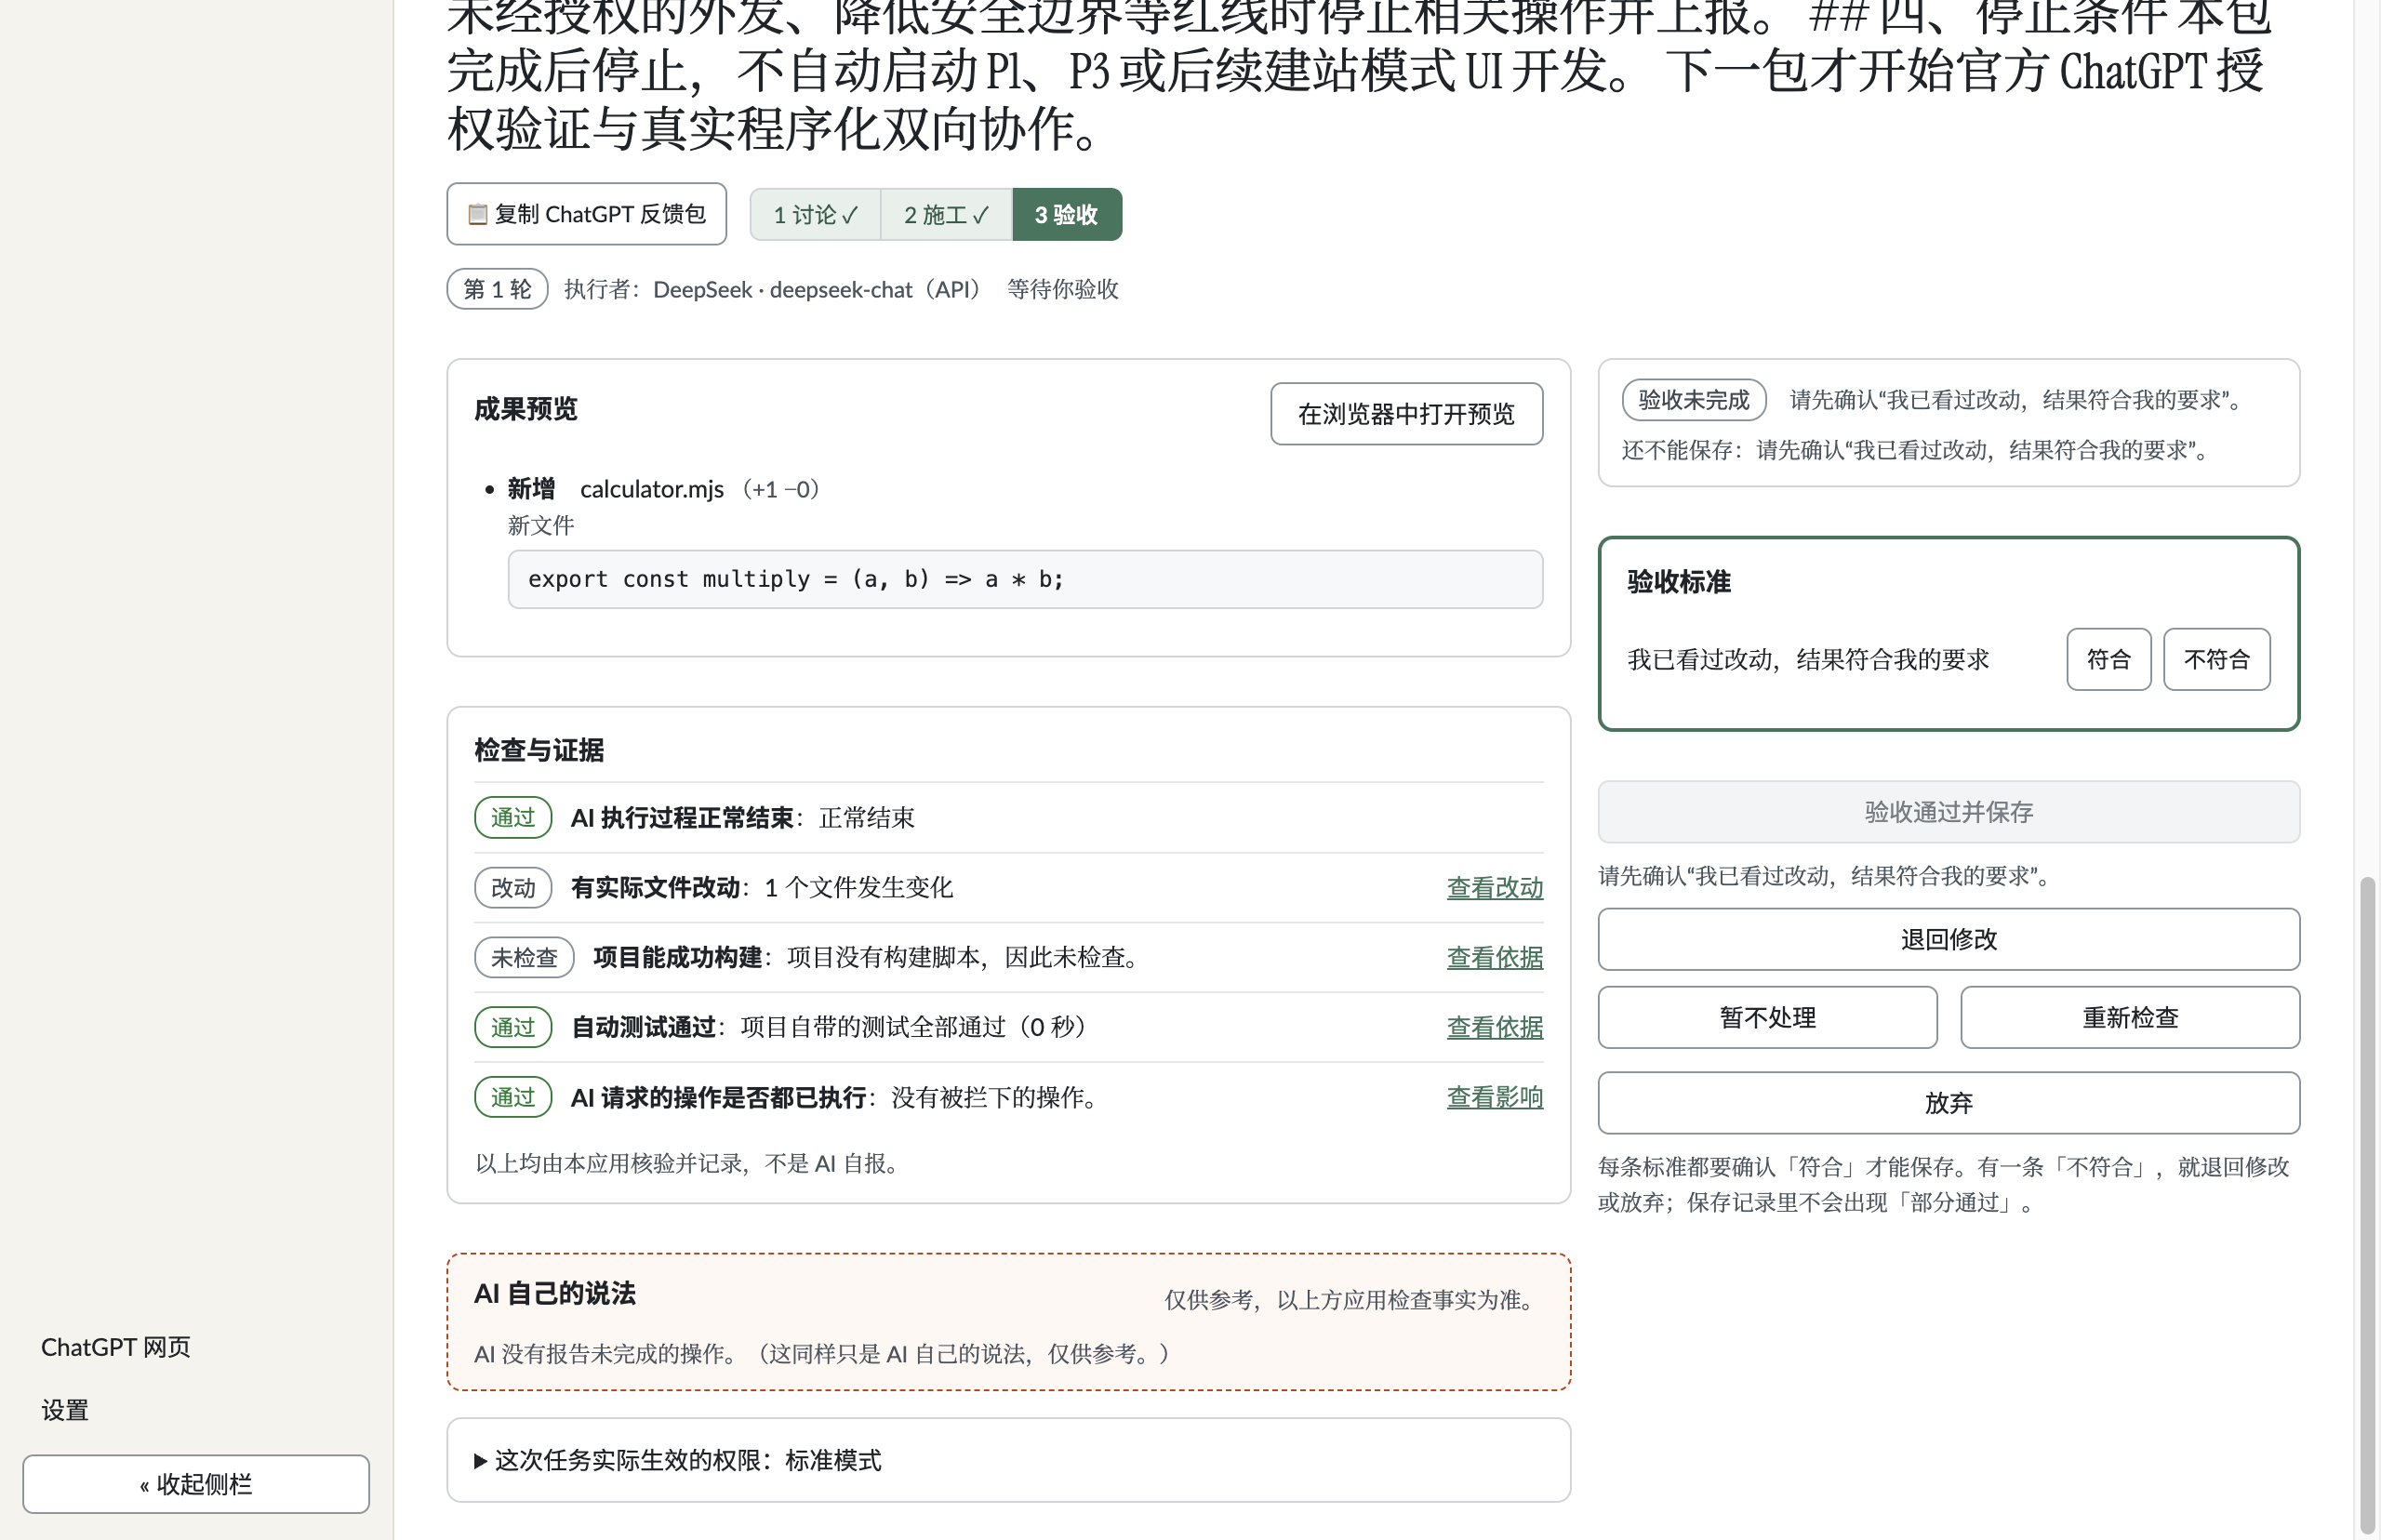 未经授权的外发、降低安全边界等红线时停止相关操作并上报。 ## 四、停止条件 本包
完成后停止，不自动启动 P1、P3 或后续建站模式 UI 开发。 下一包才开始官方 ChatGPT 授
权验证与真实程序化双向协作。
📋 复制 ChatGPT 反馈包
1 讨论 ✓
2 施工 ✓
3 验收
第 1 轮 执行者：DeepSeek · deepseek-chat（API） 等待你验收
成果预览
在浏览器中打开预览
• 新增 calculator.mjs （+1 −0）
新文件
export const multiply = (a, b) => a * b;
检查与证据
通过 AI 执行过程正常结束：正常结束
改动 有实际文件改动：1 个文件发生变化 查看改动
未检查 项目能成功构建：项目没有构建脚本，因此未检查。 查看依据
通过 自动测试通过：项目自带的测试全部通过（0 秒） 查看依据
通过 AI 请求的操作是否都已执行：没有被拦下的操作。 查看影响
以上均由本应用核验并记录，不是 AI 自报。
AI 自己的说法
仅供参考，以上方应用检查事实为准。
AI 没有报告未完成的操作。（这同样只是 AI 自己的说法，仅供参考。）
▶ 这次任务实际生效的权限：标准模式
验收未完成 请先确认“我已看过改动，结果符合我的要求”。
还不能保存：请先确认“我已看过改动，结果符合我的要求”。
验收标准
我已看过改动，结果符合我的要求 符合 不符合
验收通过并保存
请先确认“我已看过改动，结果符合我的要求”。
退回修改
暂不处理 重新检查
放弃
每条标准都要确认「符合」才能保存。有一条「不符合」，就退回修改
或放弃；保存记录里不会出现「部分通过」。
ChatGPT 网页
设置
« 收起侧栏